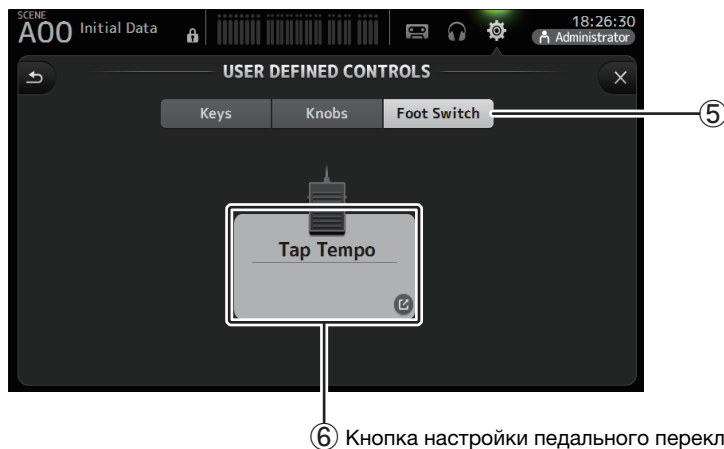 SCENE
A00 Initial Data
18:26:30
Administrator
USER DEFINED CONTROLS
Keys Knobs Foot Switch
⑤
Tap Tempo
⑥ Кнопка настройки педального